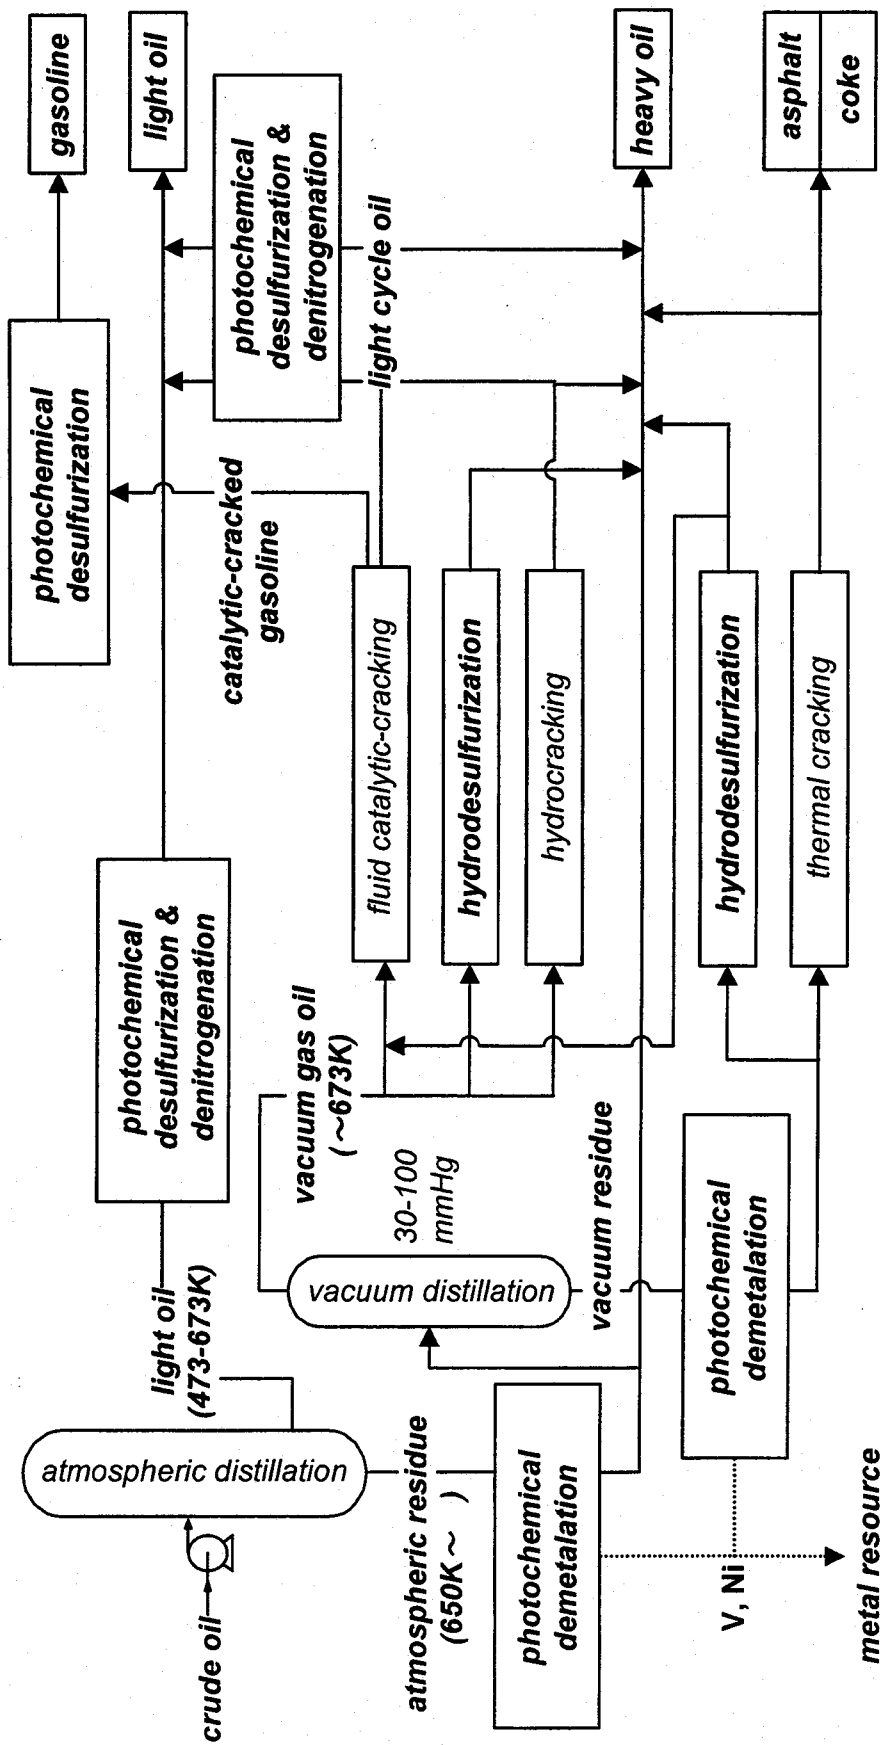 crude oil
atmospheric distillation
light oil
(473-673K)
atmospheric residue
(650K～ )
photochemical
demetalation
V, Ni
metal resource
photochemical
desulfurization &
denitrogenation
vacuum distillation
30-100
mmHg
vacuum gas oil
(～673K)
vacuum residue
photochemical
demetalation
fluid catalytic-cracking
hydrodesulfurization
hydrocracking
hydrodesulfurization
thermal cracking
catalytic-cracked
gasoline
photochemical
desulfurization
light cycle oil
photochemical
desulfurization &
denitrogenation
gasoline
light oil
heavy oil
asphalt
coke